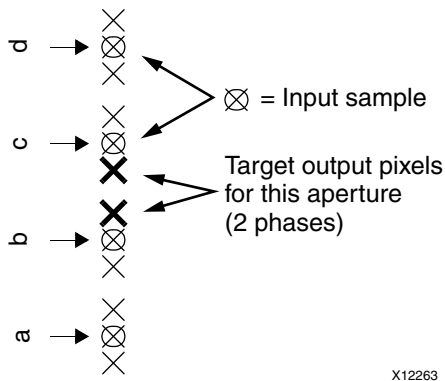 d
= Input sample
c
Target output pixels
for this aperture
(2 phases)
b
a
X12263